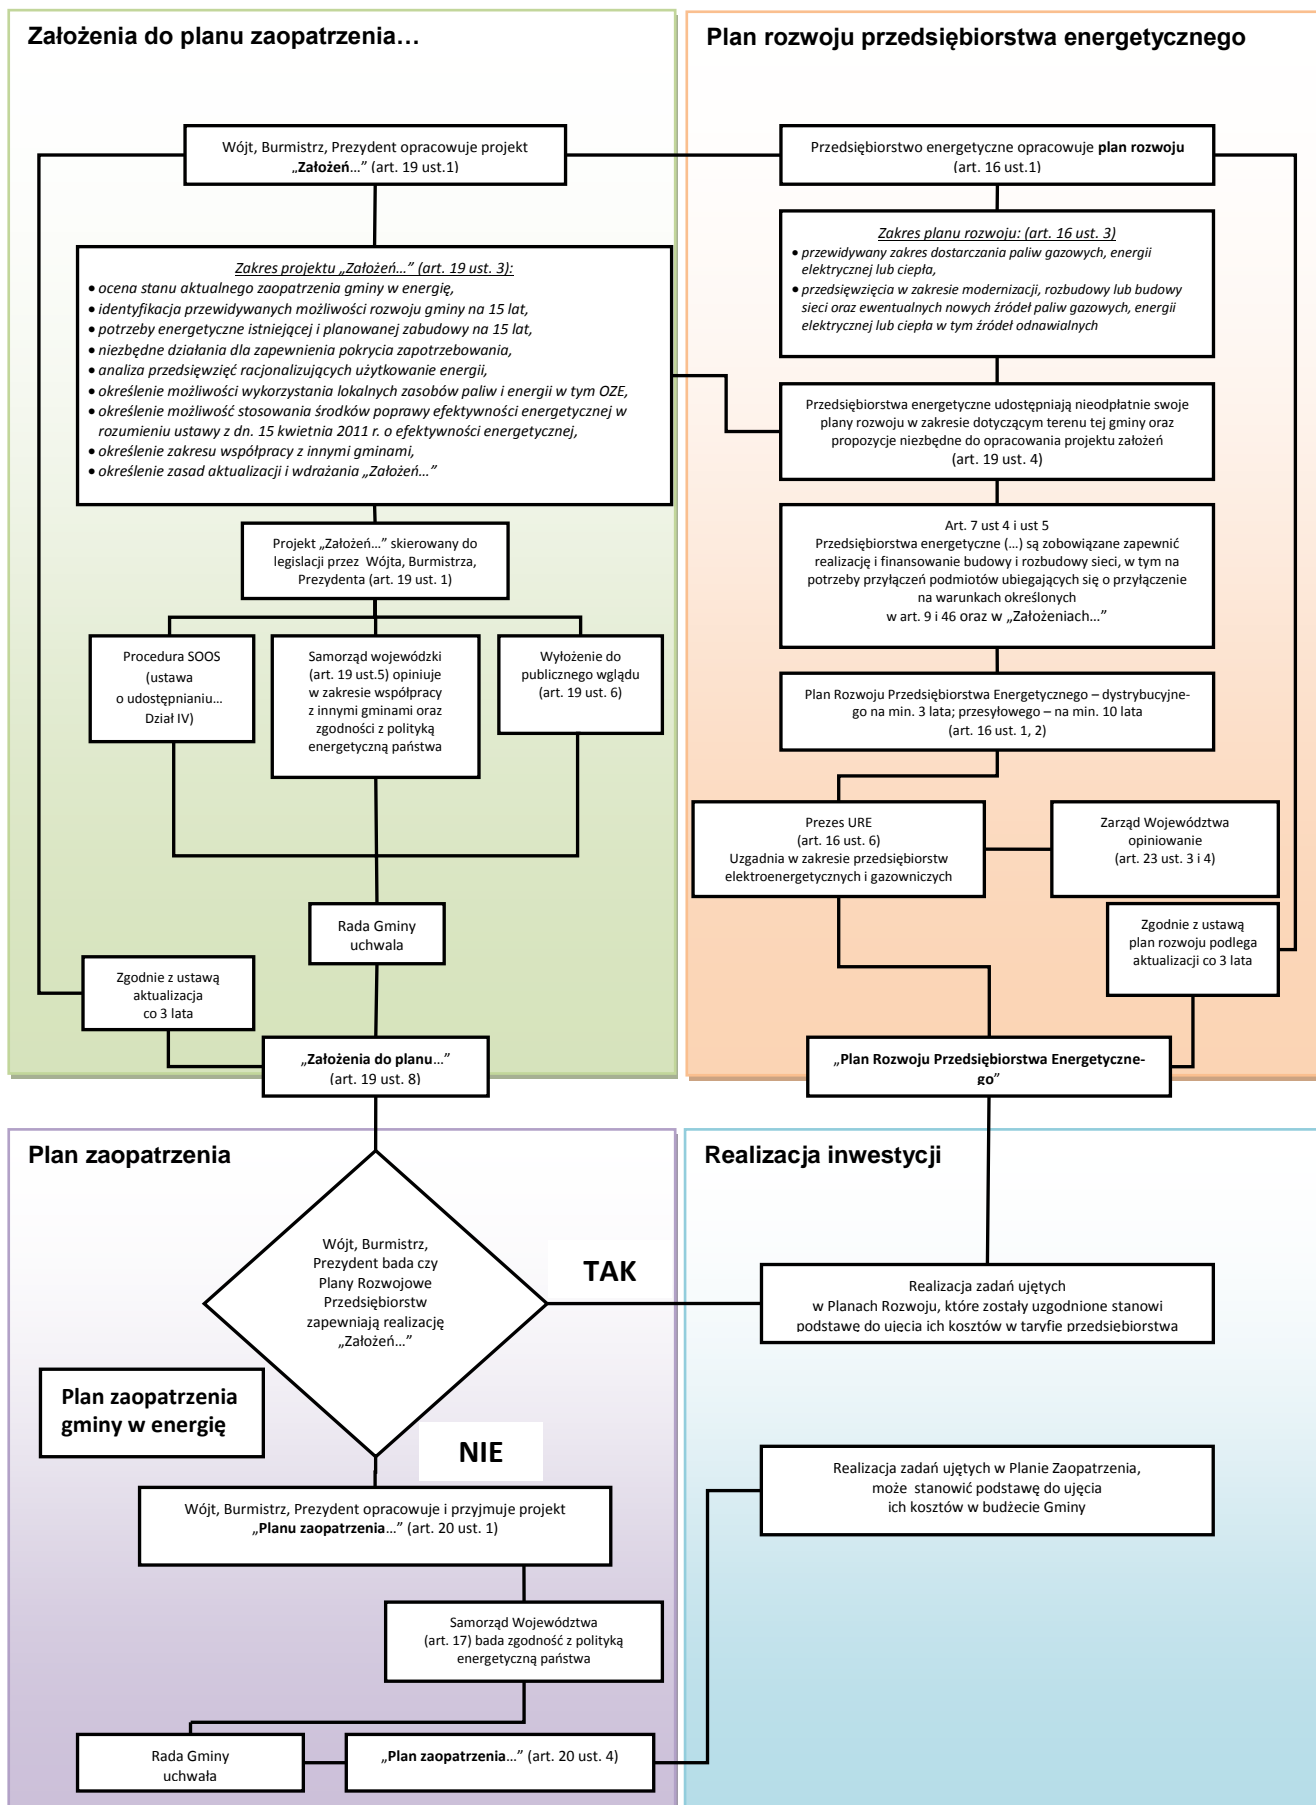 Założenia do planu zaopatrzenia…
Wójt, Burmistrz, Prezydent opracowuje projekt
„Założeń…” (art. 19 ust.1)
Zakres projektu „Założeń…” (art. 19 ust. 3):
• ocena stanu aktualnego zaopatrzenia gminy w energię,
• identyfikacja przewidywanych możliwości rozwoju gminy na 15 lat,
• potrzeby energetyczne istniejącej i planowanej zabudowy na 15 lat,
• niezbędne działania dla zapewnienia pokrycia zapotrzebowania,
• analiza przedsięwzięć racjonalizujących użytkowanie energii,
• określenie możliwości wykorzystania lokalnych zasobów paliw i energii w tym OZE,
• określenie możliwość stosowania środków poprawy efektywności energetycznej w
rozumieniu ustawy z dn. 15 kwietnia 2011 r. o efektywności energetycznej,
• określenie zakresu współpracy z innymi gminami,
• określenie zasad aktualizacji i wdrażania „Założeń…”
Projekt „Założeń…” skierowany do
legislacji przez Wójta, Burmistrza,
Prezydenta (art. 19 ust. 1)
Procedura SOOS
(ustawa
o udostępnianiu…
Dział IV)
Samorząd wojewódzki
(art. 19 ust.5) opiniuje
w zakresie współpracy
z innymi gminami oraz
zgodności z polityką
energetyczną państwa
Wyłożenie do
publicznego wglądu
(art. 19 ust. 6)
Rada Gminy
uchwala
Zgodnie z ustawą
aktualizacja
co 3 lata
„Założenia do planu…”
(art. 19 ust. 8)
Plan rozwoju przedsiębiorstwa energetycznego
Przedsiębiorstwo energetyczne opracowuje plan rozwoju
(art. 16 ust.1)
Zakres planu rozwoju: (art. 16 ust. 3)
• przewidywany zakres dostarczania paliw gazowych, energii
elektrycznej lub ciepła,
• przedsięwzięcia w zakresie modernizacji, rozbudowy lub budowy
sieci oraz ewentualnych nowych źródeł paliw gazowych, energii
elektrycznej lub ciepła w tym źródeł odnawialnych
Przedsiębiorstwa energetyczne udostępniają nieodpłatnie swoje
plany rozwoju w zakresie dotyczącym terenu tej gminy oraz
propozycje niezbędne do opracowania projektu założeń
(art. 19 ust. 4)
Art. 7 ust 4 i ust 5
Przedsiębiorstwa energetyczne (…) są zobowiązane zapewnić
realizację i finansowanie budowy i rozbudowy sieci, w tym na
potrzeby przyłączeń podmiotów ubiegających się o przyłączenie
na warunkach określonych
w art. 9 i 46 oraz w „Założeniach…”
Plan Rozwoju Przedsiębiorstwa Energetycznego – dystrybucyjne-
go na min. 3 lata; przesyłowego – na min. 10 lata
(art. 16 ust. 1, 2)
Prezes URE
(art. 16 ust. 6)
Uzgadnia w zakresie przedsiębiorstw
elektroenergetycznych i gazowniczych
Zarząd Województwa
opiniowanie
(art. 23 ust. 3 i 4)
Zgodnie z ustawą
plan rozwoju podlega
aktualizacji co 3 lata
„Plan Rozwoju Przedsiębiorstwa Energetyczne-
go”
Plan zaopatrzenia
Wójt, Burmistrz,
Prezydent bada czy
Plany Rozwojowe
Przedsiębiorstw
zapewniają realizację
„Założeń…”
TAK
Plan zaopatrzenia
gminy w energię
NIE
Wójt, Burmistrz, Prezydent opracowuje i przyjmuje projekt
„Planu zaopatrzenia…” (art. 20 ust. 1)
Samorząd Województwa
(art. 17) bada zgodność z polityką
energetyczną państwa
Rada Gminy
uchwała
„Plan zaopatrzenia…” (art. 20 ust. 4)
Realizacja inwestycji
Realizacja zadań ujętych
w Planach Rozwoju, które zostały uzgodnione stanowi
podstawę do ujęcia ich kosztów w taryfie przedsiębiorstwa
Realizacja zadań ujętych w Planie Zaopatrzenia,
może stanowić podstawę do ujęcia
ich kosztów w budżecie Gminy